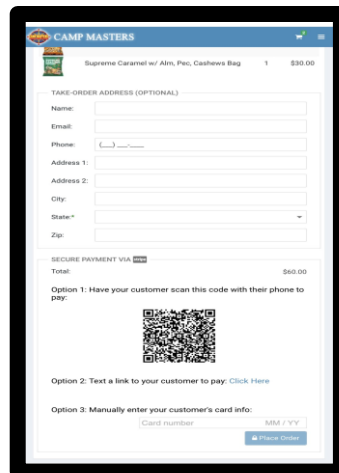 CAMP MASTERS
Supreme Caramel w/ Alm, Pec, Cashews Bag 1 $30.00
TAKE-ORDER ADDRESS (OPTIONAL)
Name:
Email:
Phone: (___) ___-____
Address 1:
Address 2:
City:
State:*
Zip:
SECURE PAYMENT VIA stripe
Total: $60.00
Option 1: Have your customer scan this code with their phone to
pay:
Option 2: Text a link to your customer to pay: Click Here
Option 3: Manually enter your customer's card info:
Card number MM / YY
Place Order